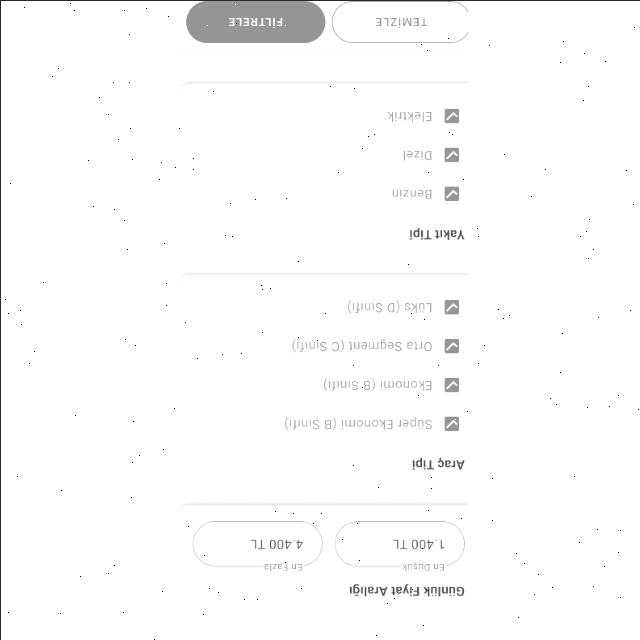 Günlük Fiyat Aralığı
En Düşük
En Fazla
1.400 TL
4.400 TL
Araç Tipi
Süper Ekonomi (B Sınıfı)
Ekonomi (B Sınıfı)
Orta Segment (C Sınıfı)
Lüks (D Sınıfı)
Yakıt Tipi
Benzin
Dizel
Elektrik
TEMİZLE
FİLTRELE